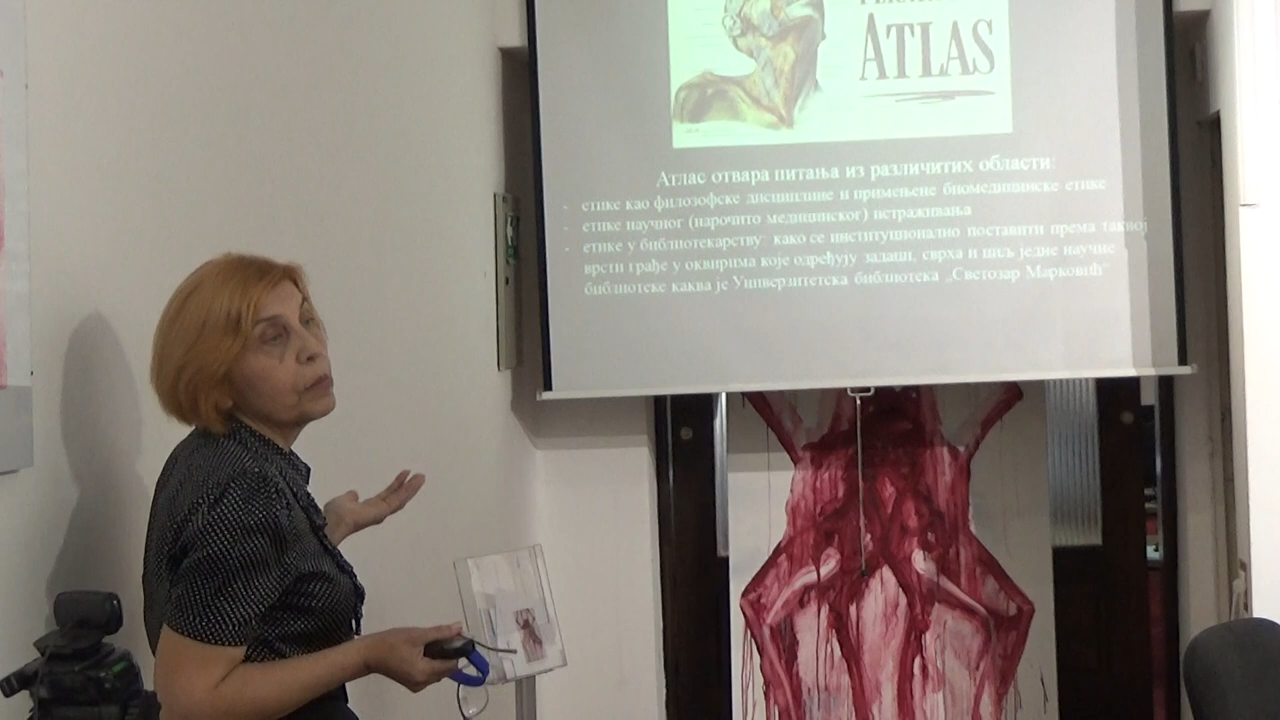 ATLAS
Атлас отвара питања из различитих области:
- етике као филозофске дисциплине и примењене биомедицинске етике
- етике научног (нарочито медицинског) истраживања
- етике у библиотекарству: како се институционално поставити према таквој
врсти грађе у оквирима које одређују задаци, сврха и циљ једне научне
библиотеке каква је Универзитетска библиотека „Светозар Марковић“